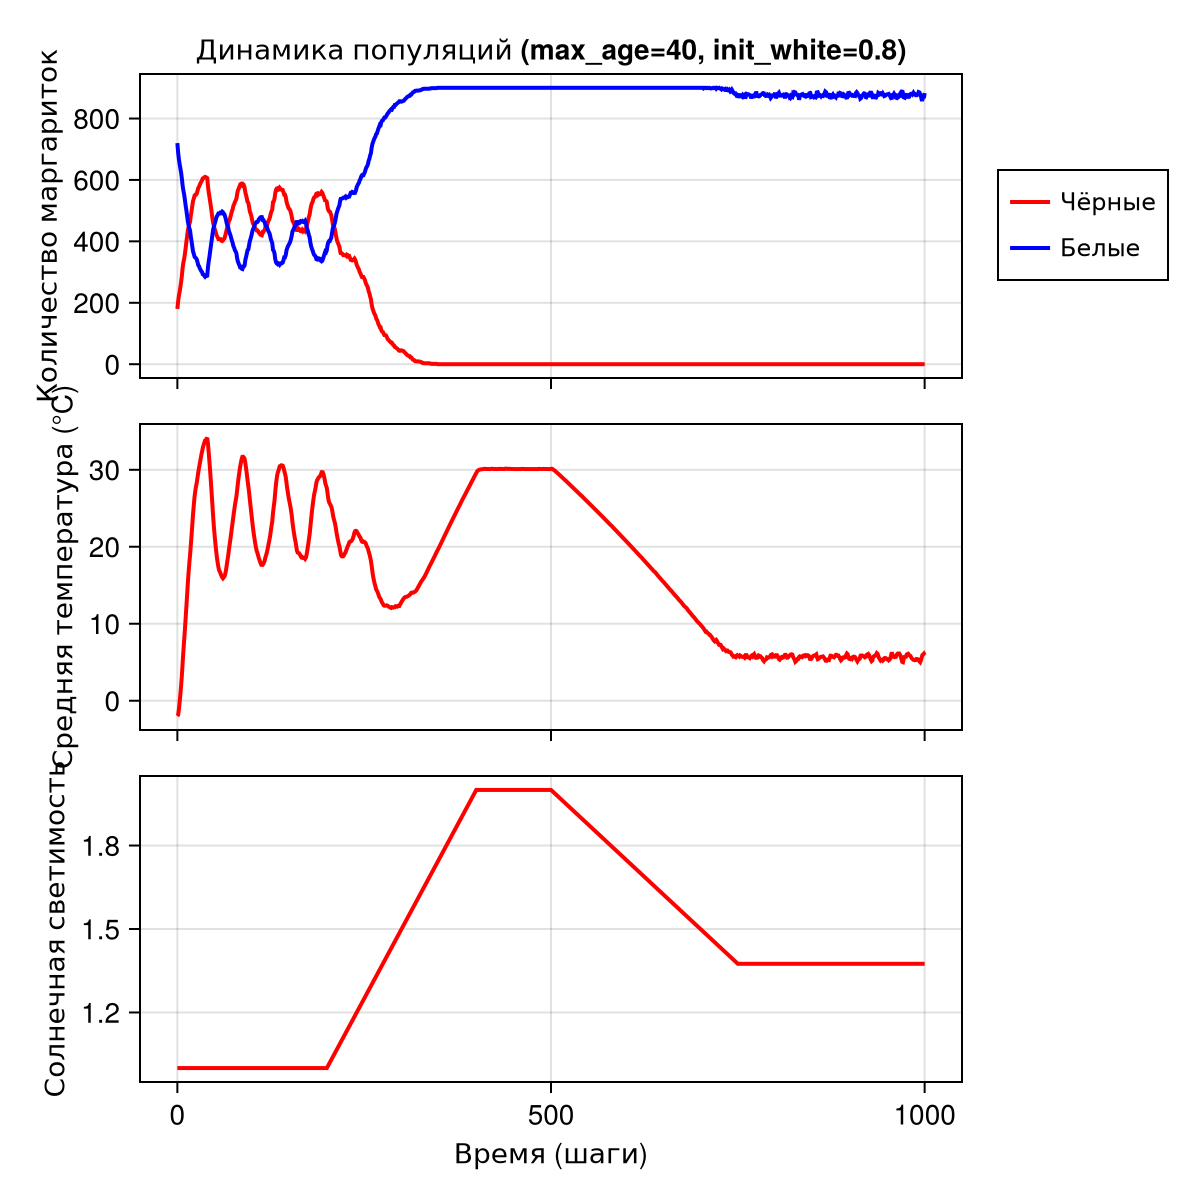 Динамика популяций (max_age=40, init_white=0.8)
Количество маргариток
800
600
400
200
0
Чёрные
Белые
Средняя температура (°C)
30
20
10
0
Солнечная светимость
1.8
1.5
1.2
0
500
1000
Время (шаги)